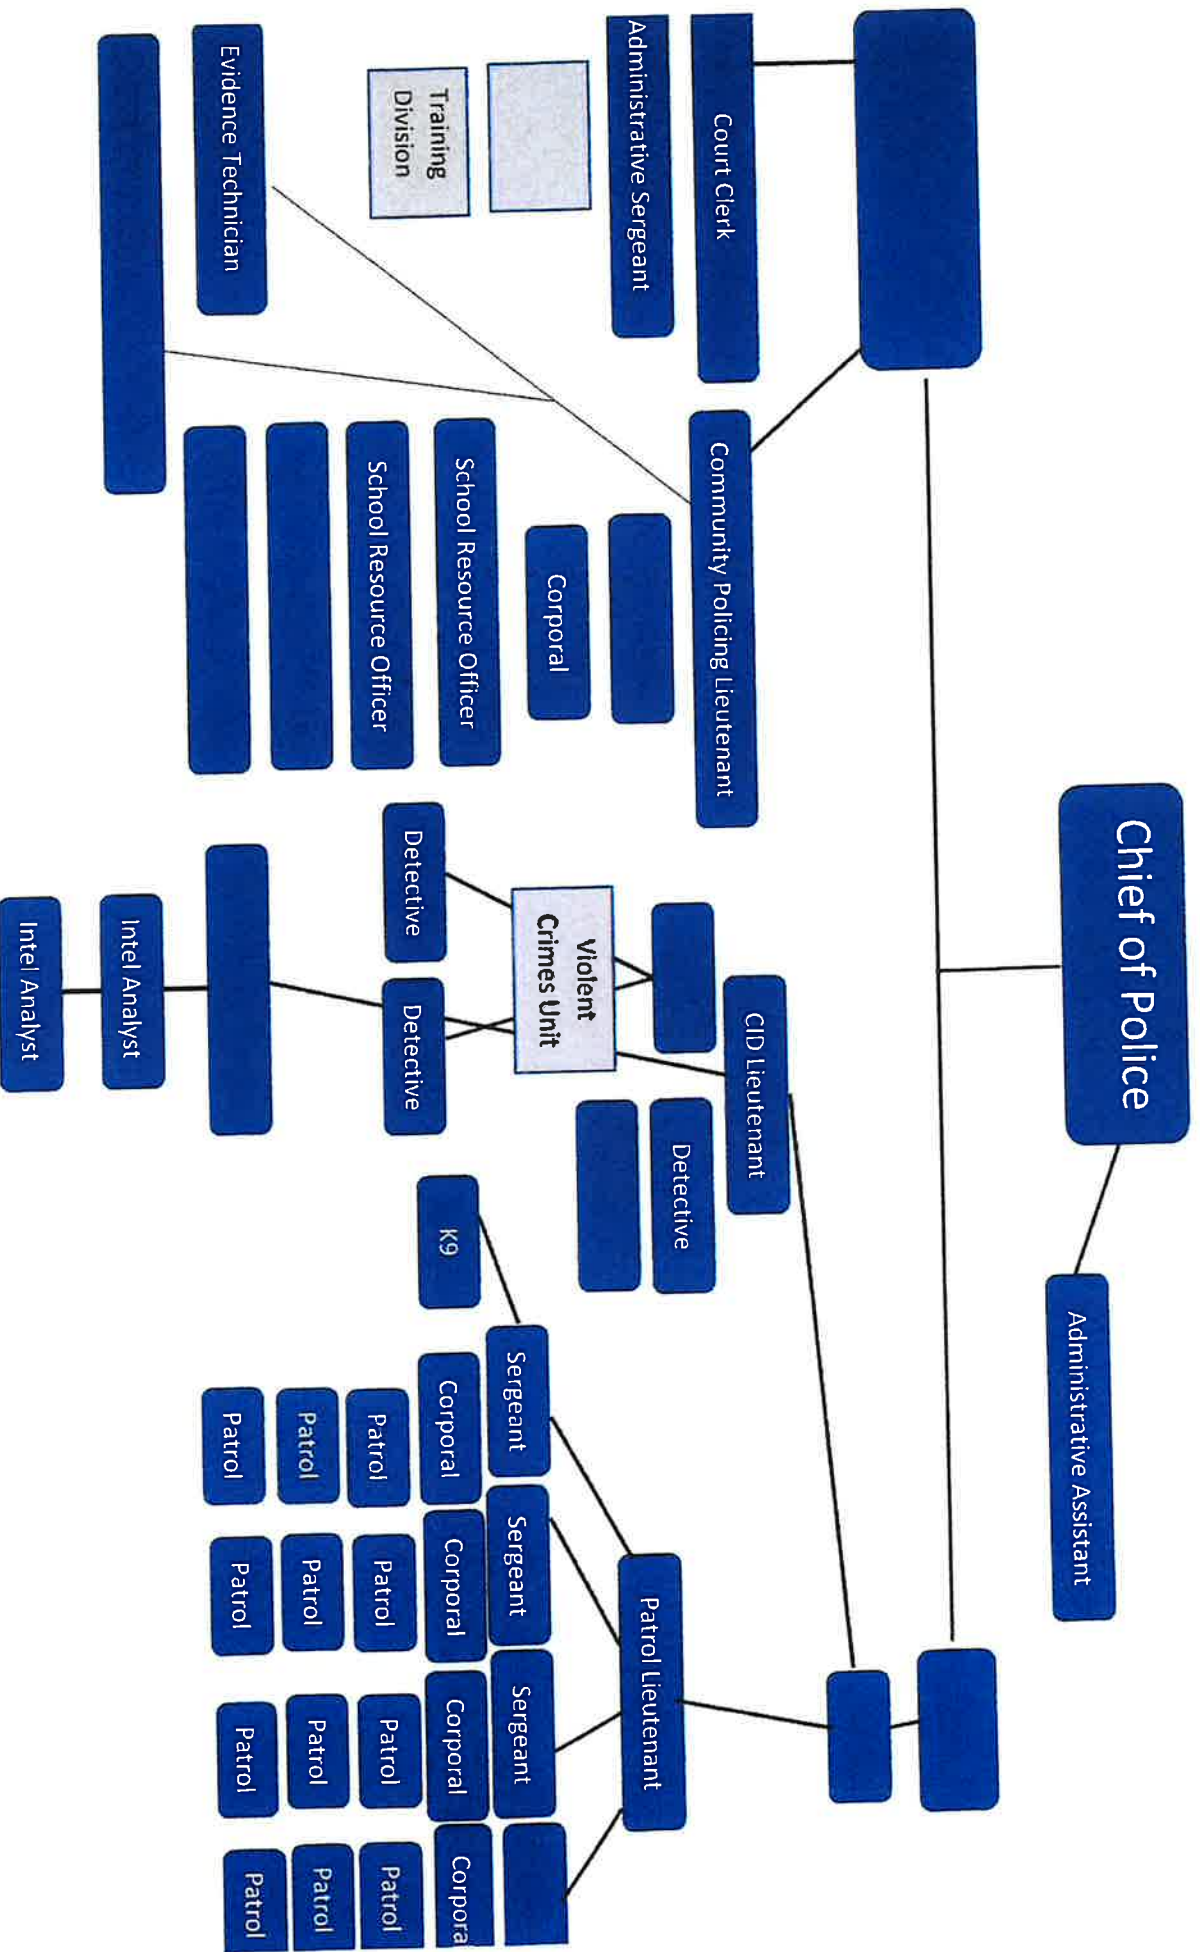 Chief of Police
Administrative Assistant
Court Clerk
Administrative Sergeant
Training
Division
Evidence Technician
Community Policing Lieutenant
Corporal
School Resource Officer
School Resource Officer
CID Lieutenant
Detective
Violent
Crimes Unit
Detective
Detective
Intel Analyst
Intel Analyst
Patrol Lieutenant
Sergeant
Sergeant
Sergeant
K9
Corporal
Corporal
Corporal
Corpora
Patrol
Patrol
Patrol
Patrol
Patrol
Patrol
Patrol
Patrol
Patrol
Patrol
Patrol
Patrol